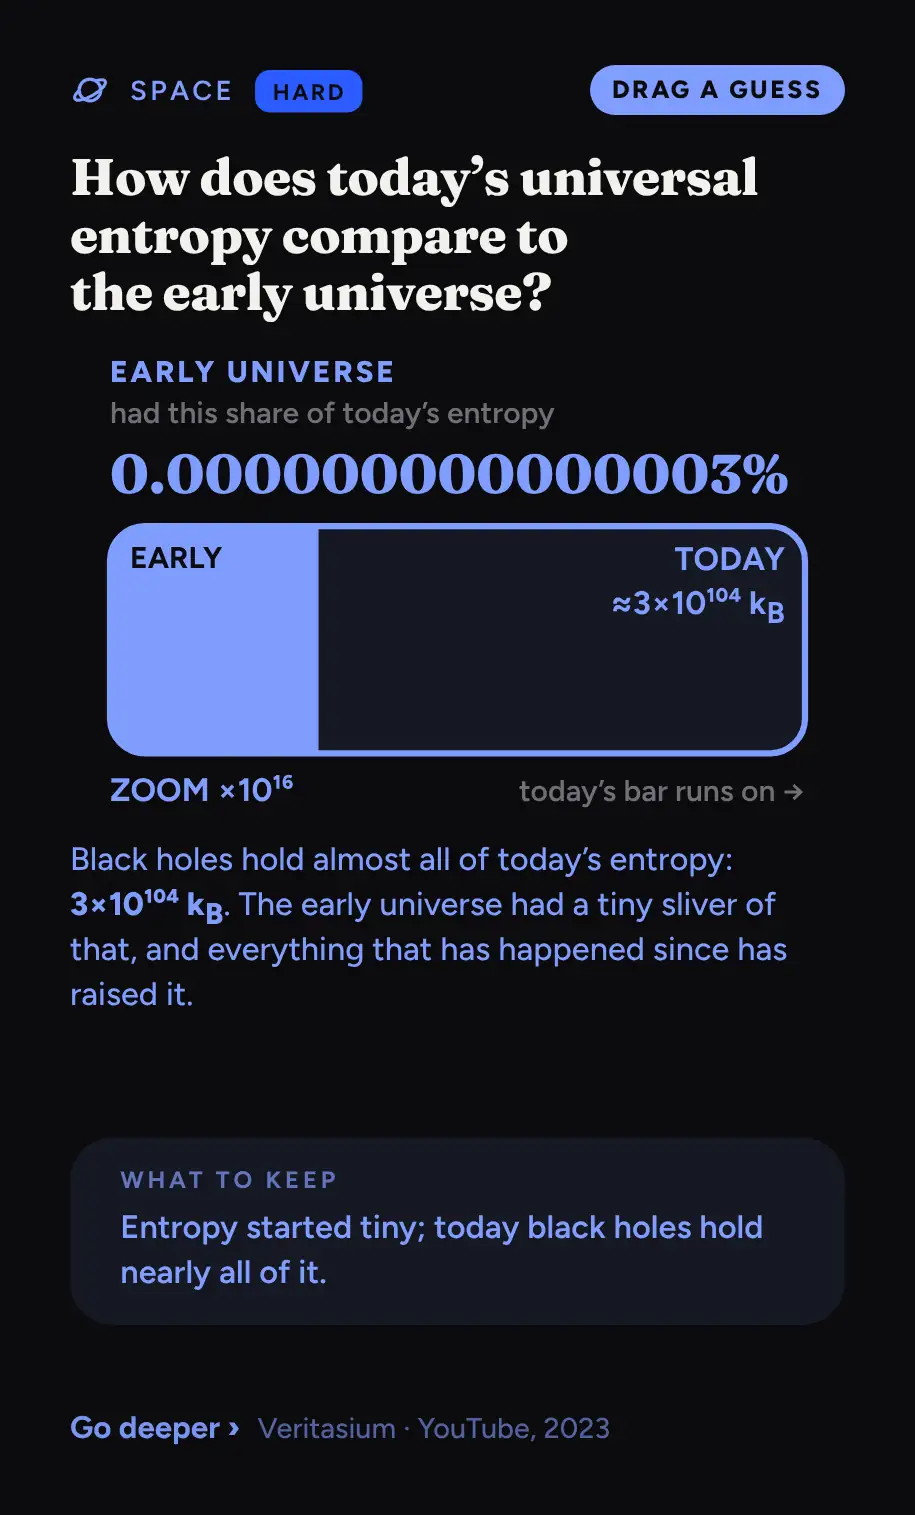 SPACE HARD DRAG A GUESS
How does today’s universal
entropy compare to
the early universe?
EARLY UNIVERSE
had this share of today’s entropy
0.000000000000003%
EARLY TODAY
≈3×10¹⁰⁴ k_B
ZOOM ×10¹⁶ today’s bar runs on →
Black holes hold almost all of today’s entropy:
3×10¹⁰⁴ k_B. The early universe had a tiny sliver of
that, and everything that has happened since has
raised it.
WHAT TO KEEP
Entropy started tiny; today black holes hold
nearly all of it.
Go deeper › Veritasium · YouTube, 2023